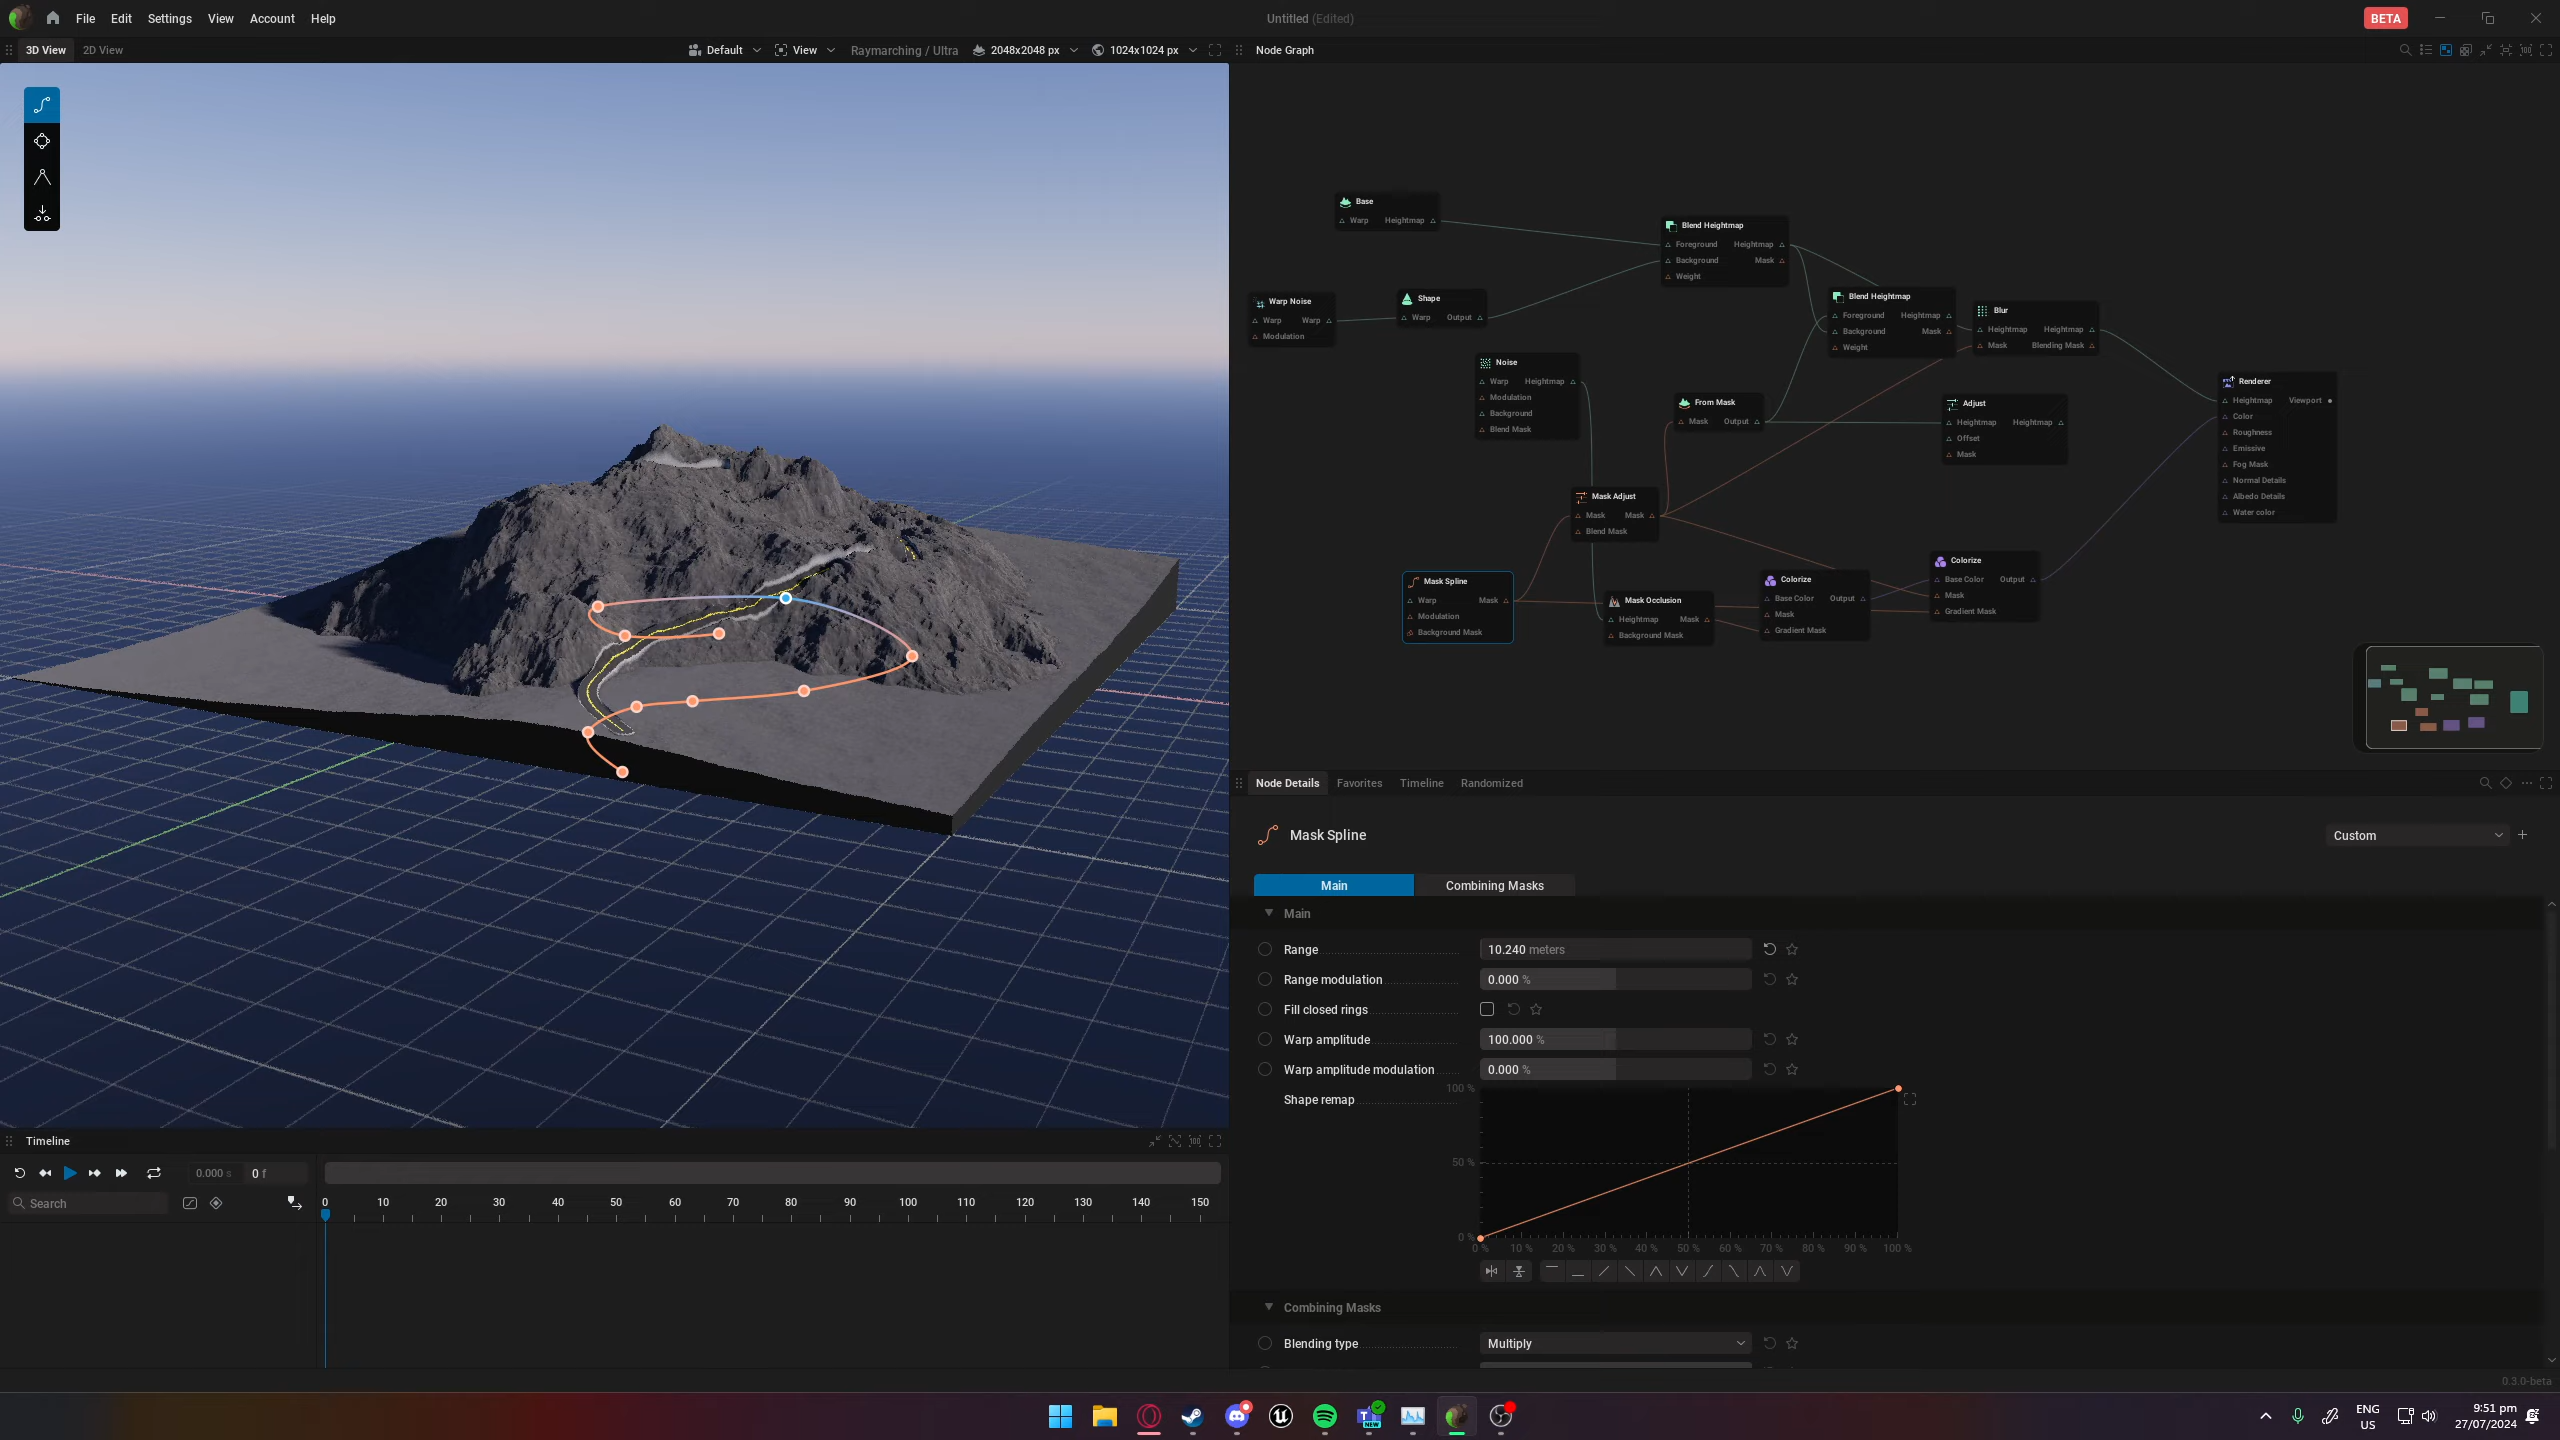 File Edit Settings View Account Help
Untitled (Edited)
BETA
3D View 2D View
Default View Raymarching / Ultra 2048x2048 px 1024x1024 px
Node Graph
Base
Warp Heightmap
Blend Heightmap
Foreground Heightmap
Background Mask
Weight
Warp Noise
Warp Warp
Modulation
Shape
Warp Output
Blend Heightmap
Foreground Heightmap
Background Mask
Weight
Blur
Heightmap Heightmap
Mask Blending Mask
Noise
Warp Heightmap
Modulation
Background
Blend Mask
From Mask
Mask Output
Adjust
Heightmap Heightmap
Offset
Mask
Renderer
Heightmap Viewport
Color
Roughness
Emissive
Fog Mask
Normal Details
Albedo Details
Water color
Mask Adjust
Mask Mask
Blend Mask
Mask Spline
Warp Mask
Modulation
Background Mask
Mask Occlusion
Heightmap Mask
Background Mask
Colorize
Base Color Output
Mask
Gradient Mask
Colorize
Base Color Output
Mask
Gradient Mask
Node Details Favorites Timeline Randomized
Mask Spline
Custom
Main Combining Masks
Main
Range 10.240 meters
Range modulation 0.000 %
Fill closed rings
Warp amplitude 100.000 %
Warp amplitude modulation 0.000 %
Shape remap
100 %
50 %
0 %
0 % 10 % 20 % 30 % 40 % 50 % 60 % 70 % 80 % 90 % 100 %
Combining Masks
Blending type Multiply
0.3.0-beta
Timeline
0.000 s 0 f
Search
0 10 20 30 40 50 60 70 80 90 100 110 120 130 140 150
NEW
ENG
US
9:51 pm
27/07/2024